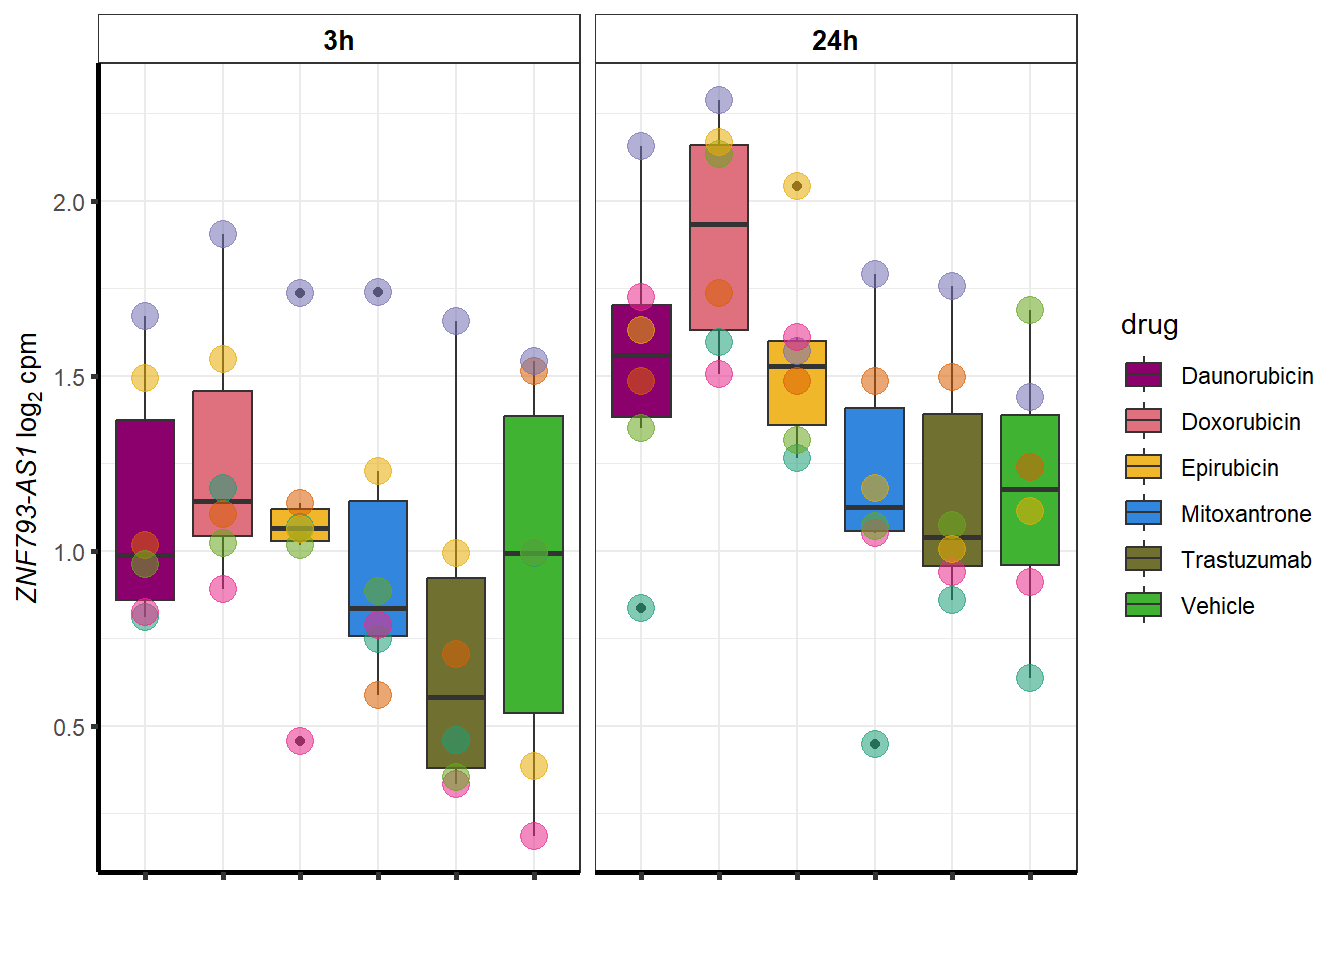 3h
24h
ZNF793-AS1 log2 cpm
2.0
1.5
1.0
0.5
drug
Daunorubicin
Doxorubicin
Epirubicin
Mitoxantrone
Trastuzumab
Vehicle